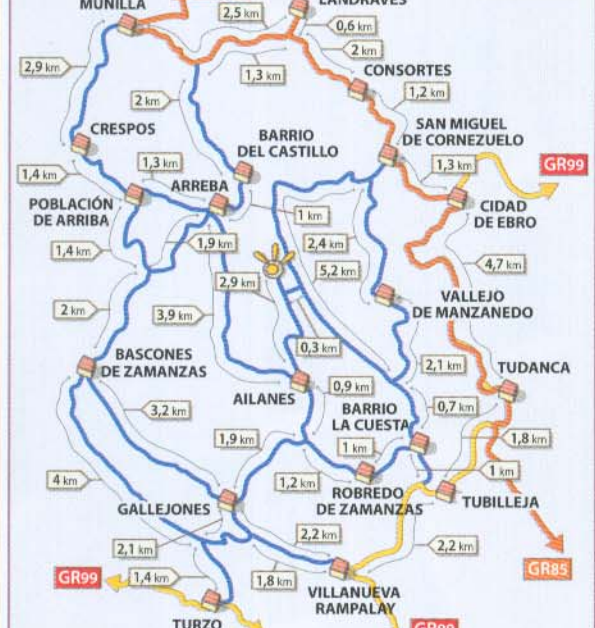 MUNILLA
2,5 km
LANDRAVES
0,6 km
2 km
2,9 km
1,3 km
CONSORTES
2 km
1,2 km
CRESPOS
BARRIO
DEL CASTILLO
SAN MIGUEL
DE CORNEZUELO
1,3 km
1,3 km
GR99
1,4 km
ARREBA
POBLACIÓN
DE ARRIBA
CIDAD
DE EBRO
1 km
1,4 km
1,9 km
2,4 km
4,7 km
5,2 km
2,9 km
2 km
3,9 km
VALLEJO
DE MANZANEDO
0,3 km
BASCONES
DE ZAMANZAS
2,1 km
TUDANCA
AILANES
0,9 km
3,2 km
BARRIO
LA CUESTA
0,7 km
1,9 km
1 km
1,8 km
4 km
1,2 km
ROBREDO
DE ZAMANZAS
1 km
GALLEJONES
TUBILLEJA
2,2 km
2,1 km
2,2 km
GR85
GR99
1,4 km
1,8 km
VILLANUEVA
RAMPALAY
TURZO
GR99